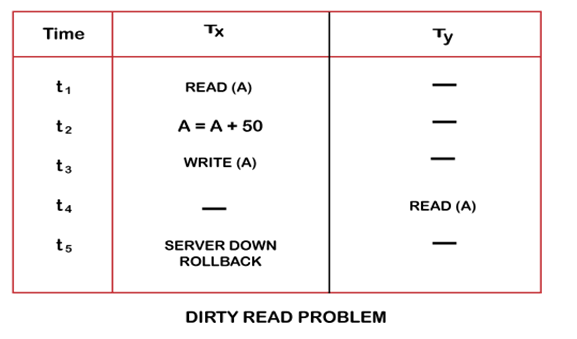 Time Tx Ty
t1 READ (A) —
t2 A = A + 50 —
t3 WRITE (A) —
t4 — READ (A)
t5 SERVER DOWN —
ROLLBACK
DIRTY READ PROBLEM